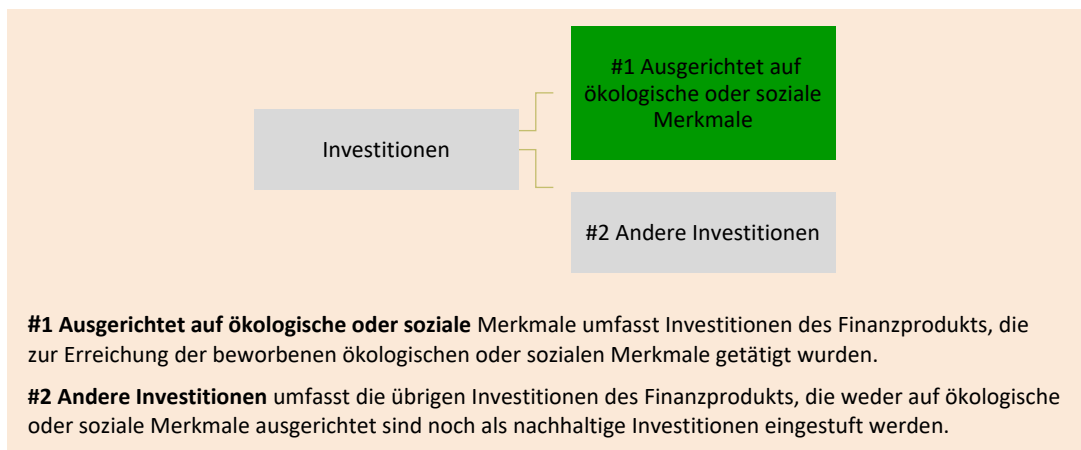 #1 Ausgerichtet auf
ökologische oder soziale
Merkmale
Investitionen
#2 Andere Investitionen
#1 Ausgerichtet auf ökologische oder soziale Merkmale umfasst Investitionen des Finanzprodukts, die
zur Erreichung der beworbenen ökologischen oder sozialen Merkmale getätigt wurden.
#2 Andere Investitionen umfasst die übrigen Investitionen des Finanzprodukts, die weder auf ökologische
oder soziale Merkmale ausgerichtet sind noch als nachhaltige Investitionen eingestuft werden.